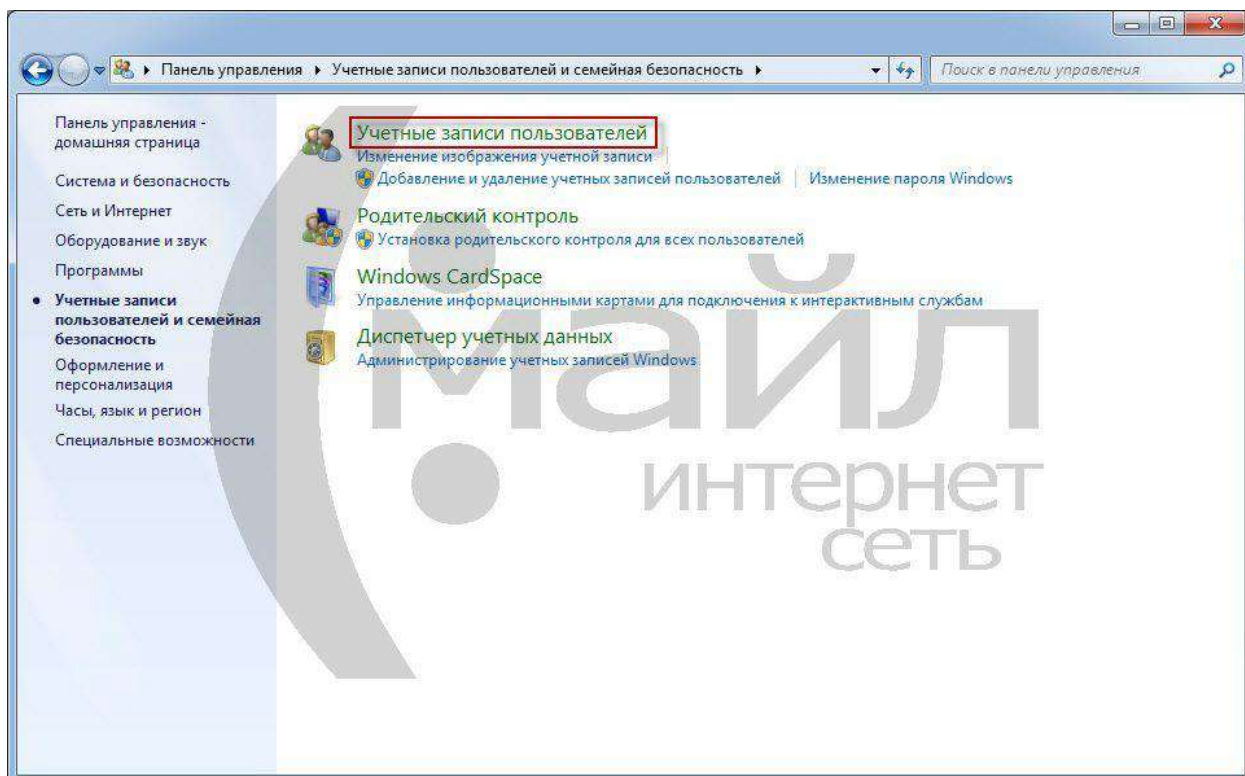 Панель управления ▸ Учетные записи пользователей и семейная безопасность ▸
Поиск в панели управления
Панель управления -
домашняя страница
Система и безопасность
Сеть и Интернет
Оборудование и звук
Программы
Учетные записи
пользователей и семейная
безопасность
Оформление и
персонализация
Часы, язык и регион
Специальные возможности
Учетные записи пользователей
Изменение изображения учетной записи
Добавление и удаление учетных записей пользователей | Изменение пароля Windows
Родительский контроль
Установка родительского контроля для всех пользователей
Windows CardSpace
Управление информационными картами для подключения к интерактивным службам
Диспетчер учетных данных
Администрирование учетных записей Windows
майл
интернет
сеть